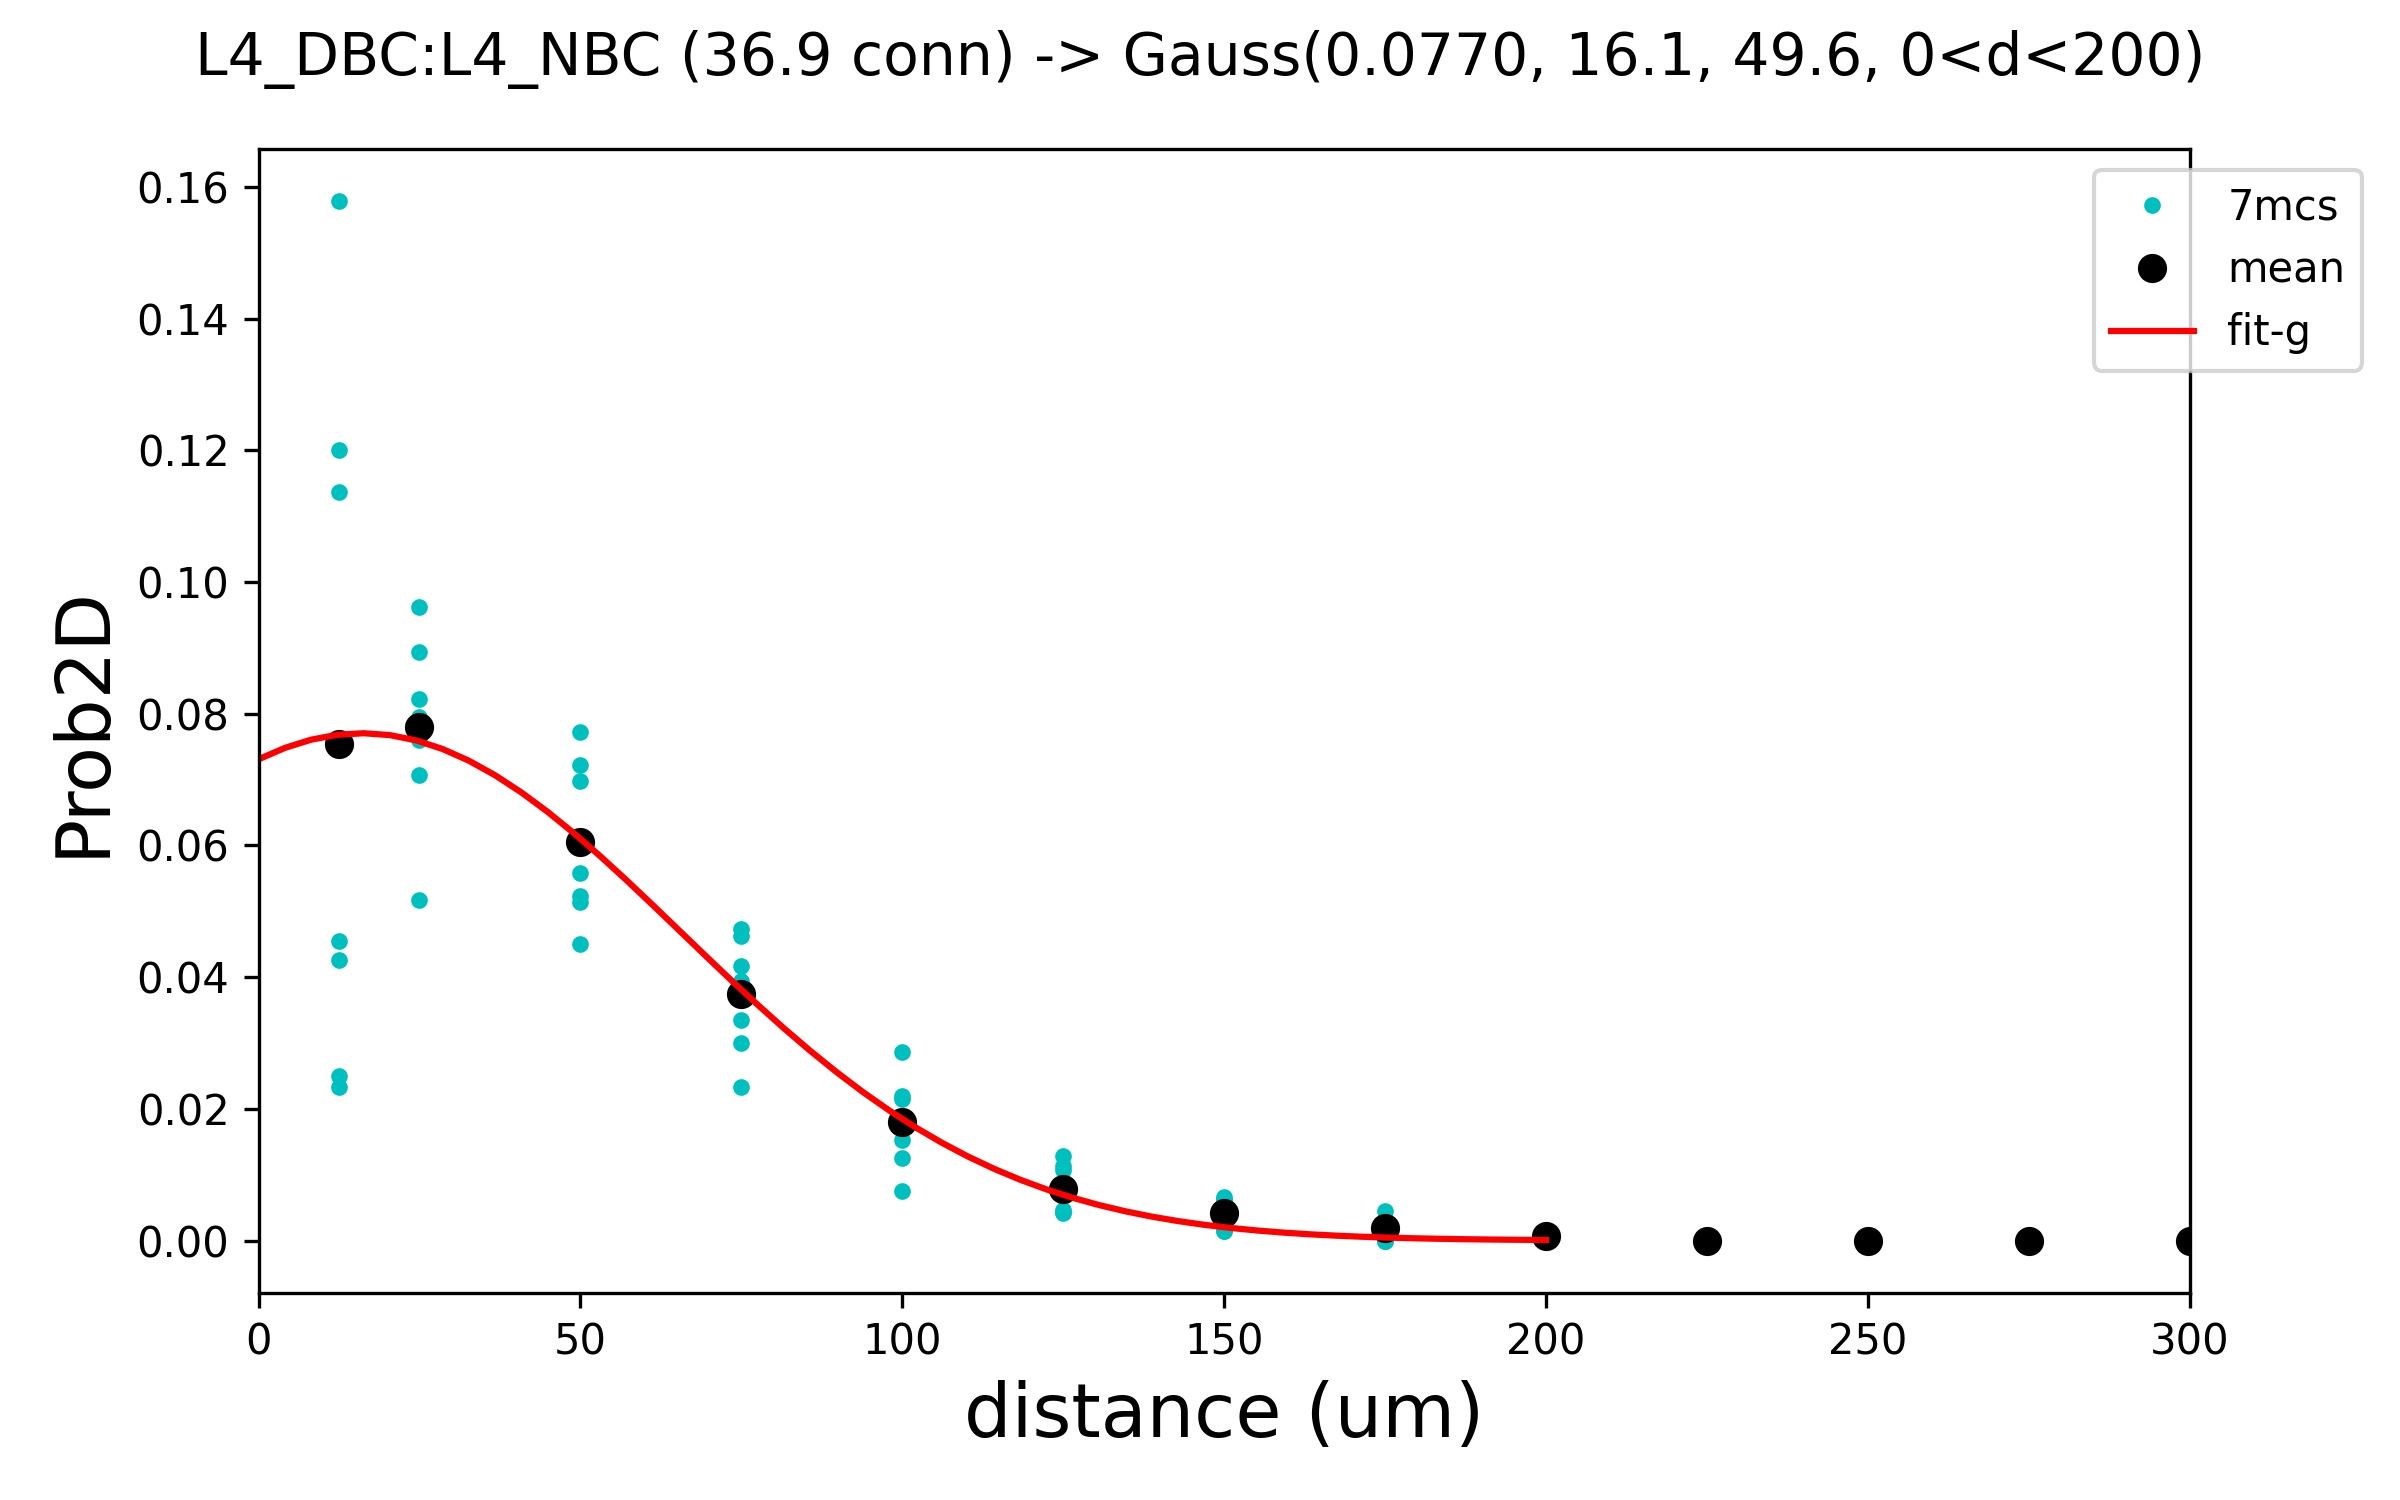 L4_DBC:L4_NBC (36.9 conn) -> Gauss(0.0770, 16.1, 49.6, 0<d<200)
7mcs
mean
fit-g
Prob2D
0.16
0.14
0.12
0.10
0.08
0.06
0.04
0.02
0.00
0 50 100 150 200 250 300
distance (um)